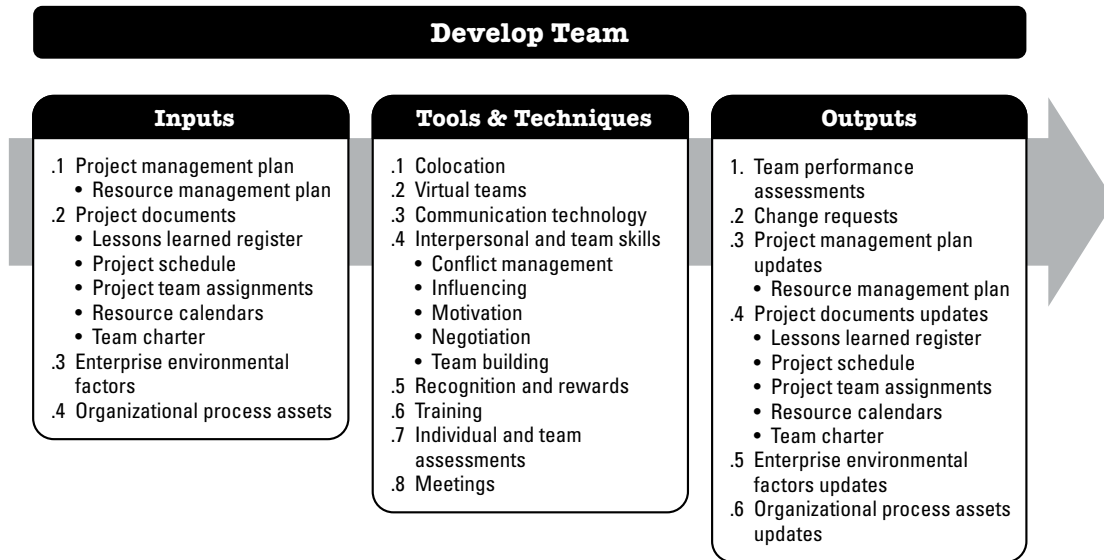 Develop Team
Inputs
.1 Project management plan
• Resource management plan
.2 Project documents
• Lessons learned register
• Project schedule
• Project team assignments
• Resource calendars
• Team charter
.3 Enterprise environmental
factors
.4 Organizational process assets
Tools & Techniques
.1 Colocation
.2 Virtual teams
.3 Communication technology
.4 Interpersonal and team skills
• Conflict management
• Influencing
• Motivation
• Negotiation
• Team building
.5 Recognition and rewards
.6 Training
.7 Individual and team
assessments
.8 Meetings
Outputs
1. Team performance
assessments
.2 Change requests
.3 Project management plan
updates
• Resource management plan
.4 Project documents updates
• Lessons learned register
• Project schedule
• Project team assignments
• Resource calendars
• Team charter
.5 Enterprise environmental
factors updates
.6 Organizational process assets
updates